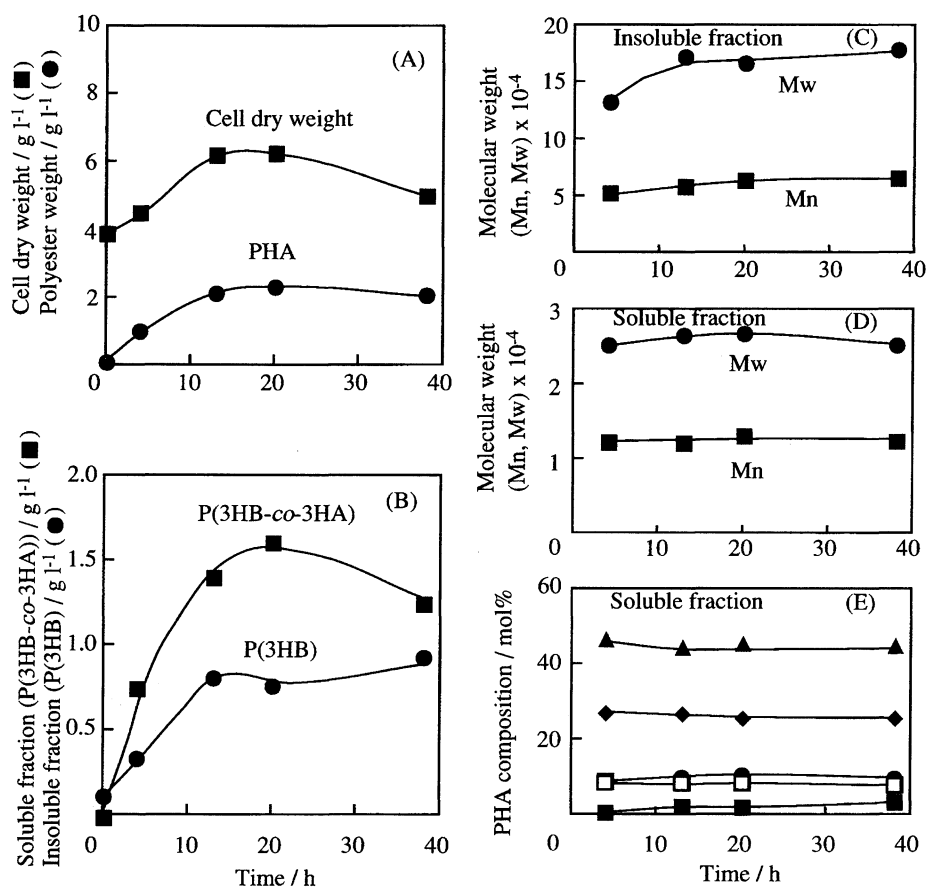 Cell dry weight / g l-1 ( ■ )
Polyester weight / g l-1 ( ● )
10
8
6
4
2
0
(A)
Cell dry weight
PHA
0
10
20
30
40
Soluble fraction (P(3HB-co-3HA)) / g l-1 ( ■ )
Insoluble fraction (P(3HB) / g l-1 ( ● )
2.0
1.5
1.0
0.5
0
(B)
P(3HB-co-3HA)
P(3HB)
0
10
20
30
40
Time / h
Molecular weight
(Mn, Mw) x 10-4
20
15
10
5
0
Insoluble fraction
(C)
Mw
Mn
10
20
30
40
Molecular weight
(Mn, Mw) x 10-4
3
2
1
0
Soluble fraction
(D)
Mw
Mn
10
20
30
40
PHA composition / mol%
60
40
20
0
Soluble fraction
(E)
10
20
30
40
Time / h